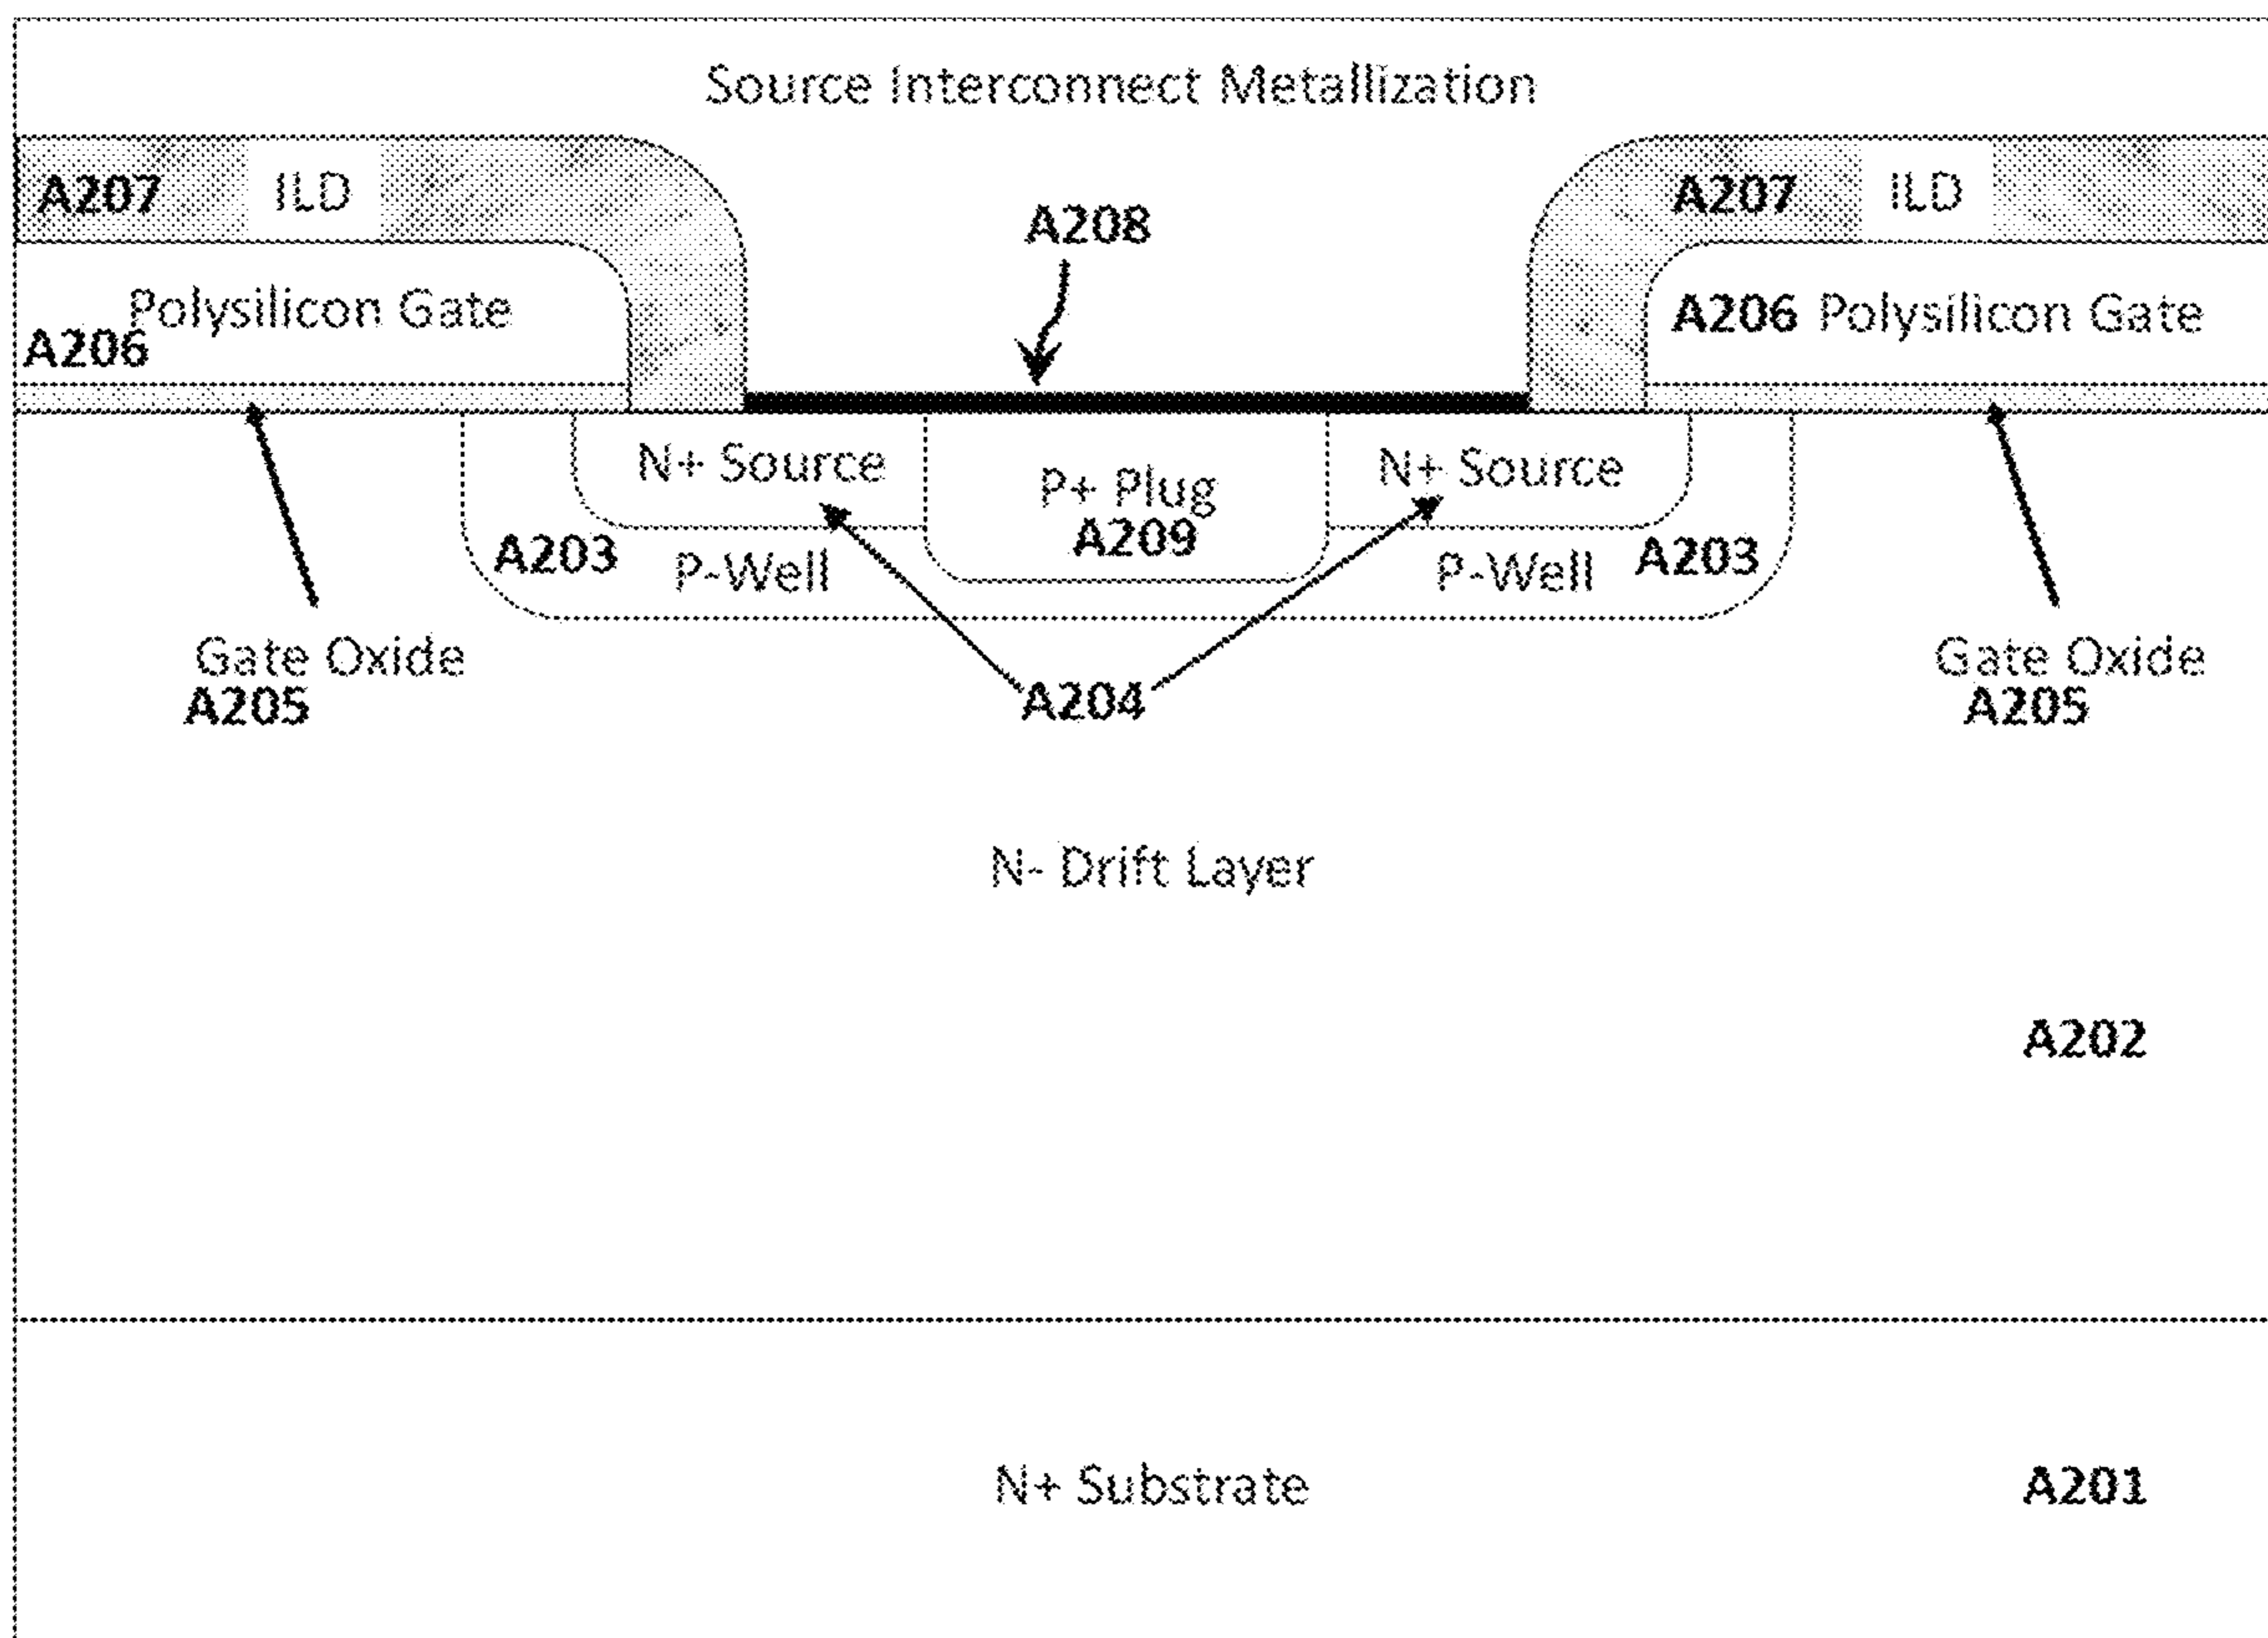 Source Interconnect Metallization
A207 ILD
A207 ILD
A208
Polysilicon Gate
A206
A206 Polysilicon Gate
N+ Source
P+ Plug
A209
N+ Source
A203
P-Well
P-Well
A203
Gate Oxide
A205
A204
Gate Oxide
A205
N- Drift Layer
A202
N+ Substrate
A201